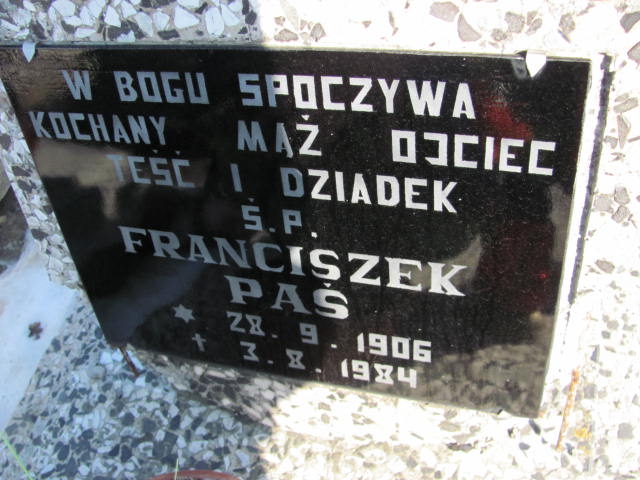 W BOGU SPOCZYWA
KOCHANY MĄŻ OJCIEC
TEŚĆ I DZIADEK
Ś.P.
FRANCISZEK
PAŚ
28.9.1906
† 3.8.1984